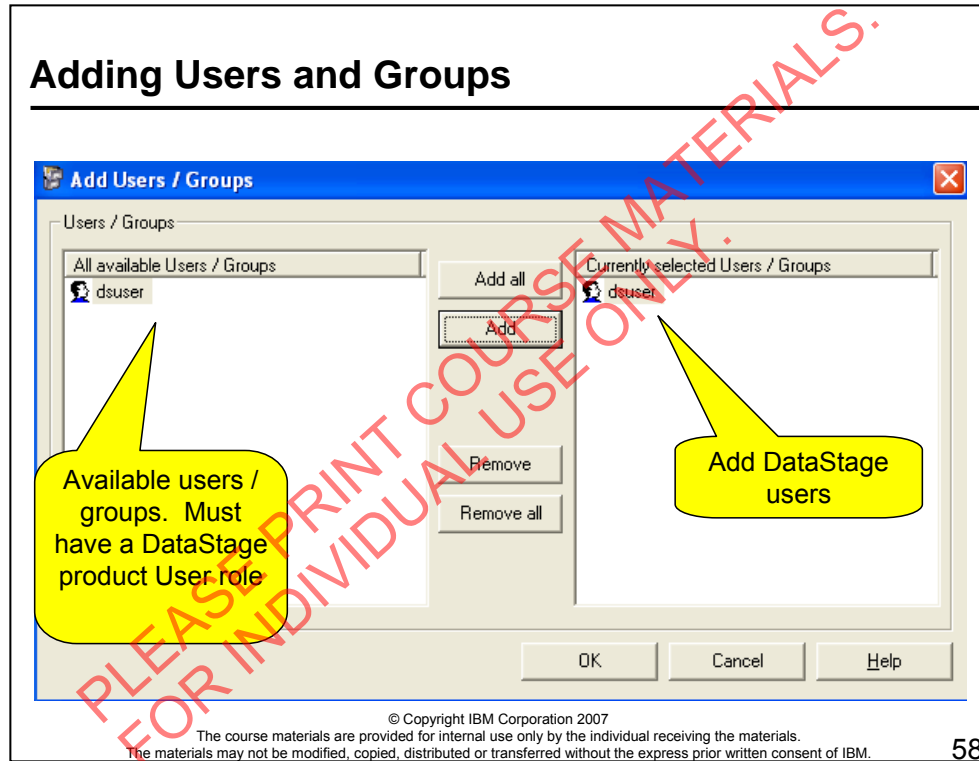 Adding Users and Groups
Add Users / Groups
Users / Groups
All available Users / Groups
dsuser
Add all
Add
Remove
Remove all
Currently selected Users / Groups
dsuser
Available users /
groups. Must
have a DataStage
product User role
Add DataStage
users
OK
Cancel
Help
PLEASE PRINT COURSE MATERIALS.
FOR INDIVIDUAL USE ONLY.
© Copyright IBM Corporation 2007
The course materials are provided for internal use only by the individual receiving the materials.
The materials may not be modified, copied, distributed or transferred without the express prior written consent of IBM.
58